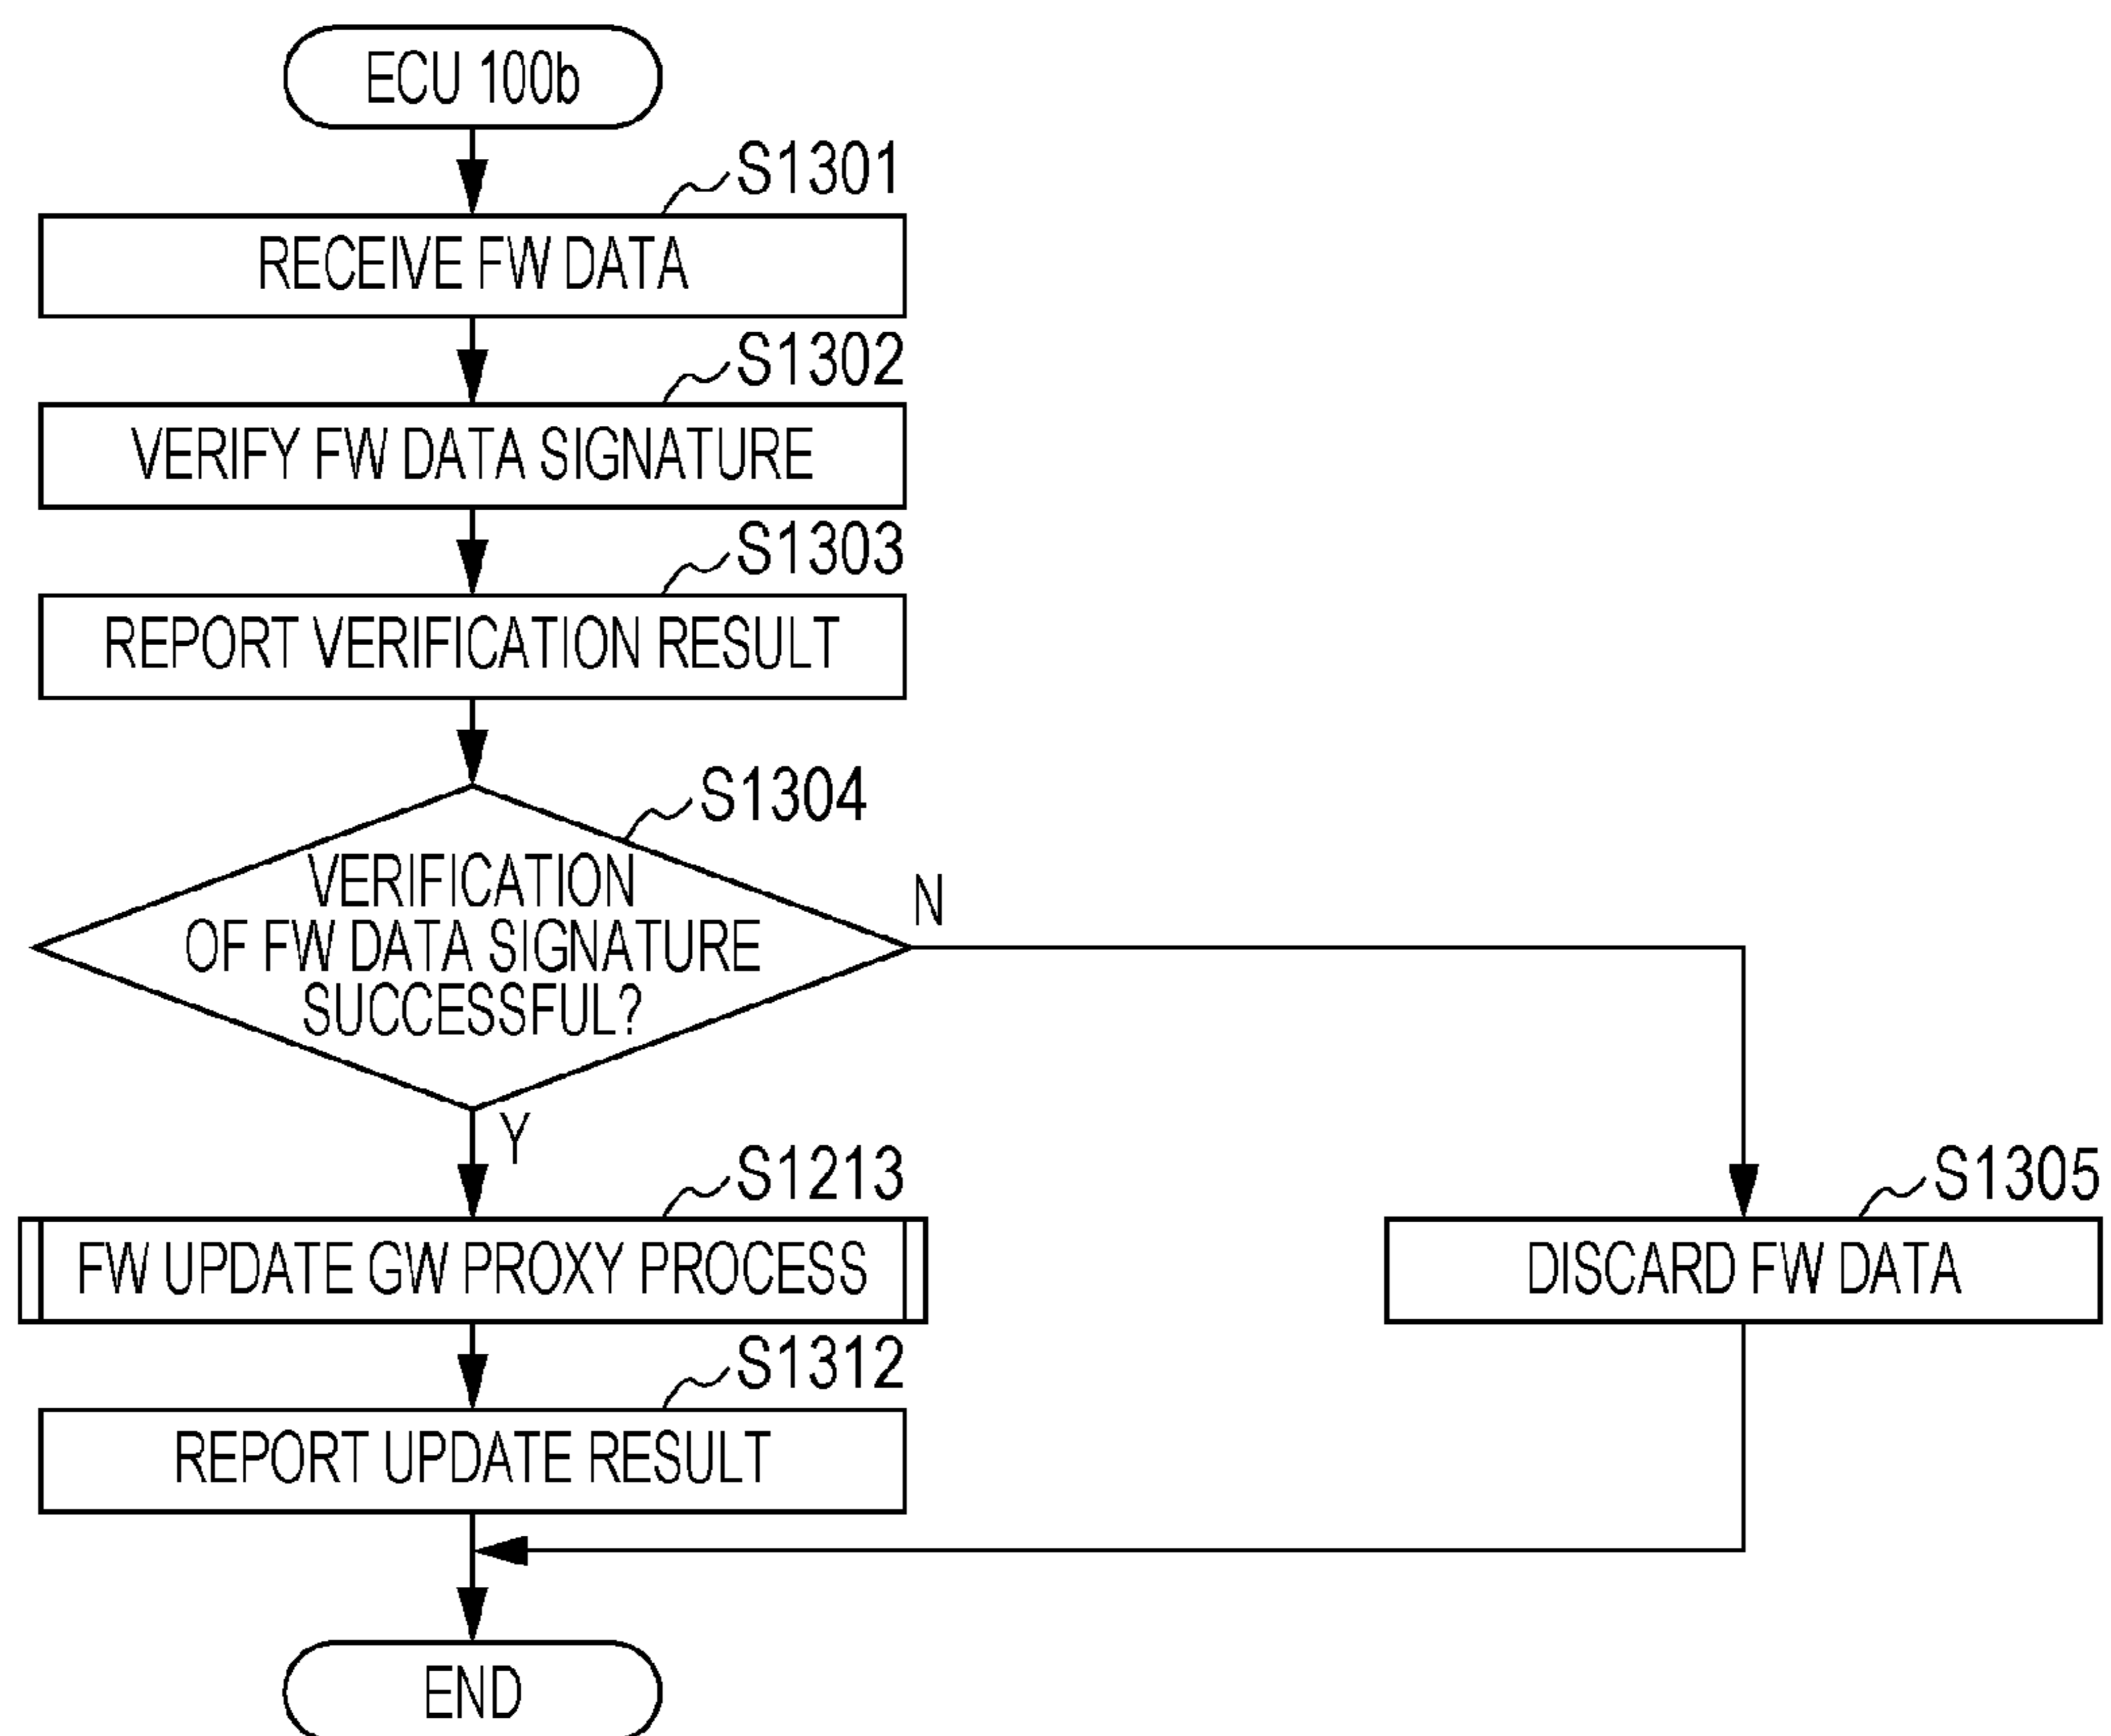 ECU 100b
S1301
RECEIVE FW DATA
S1302
VERIFY FW DATA SIGNATURE
S1303
REPORT VERIFICATION RESULT
S1304
VERIFICATION
OF FW DATA SIGNATURE
SUCCESSFUL?
N
Y
S1213
FW UPDATE GW PROXY PROCESS
S1305
DISCARD FW DATA
S1312
REPORT UPDATE RESULT
END